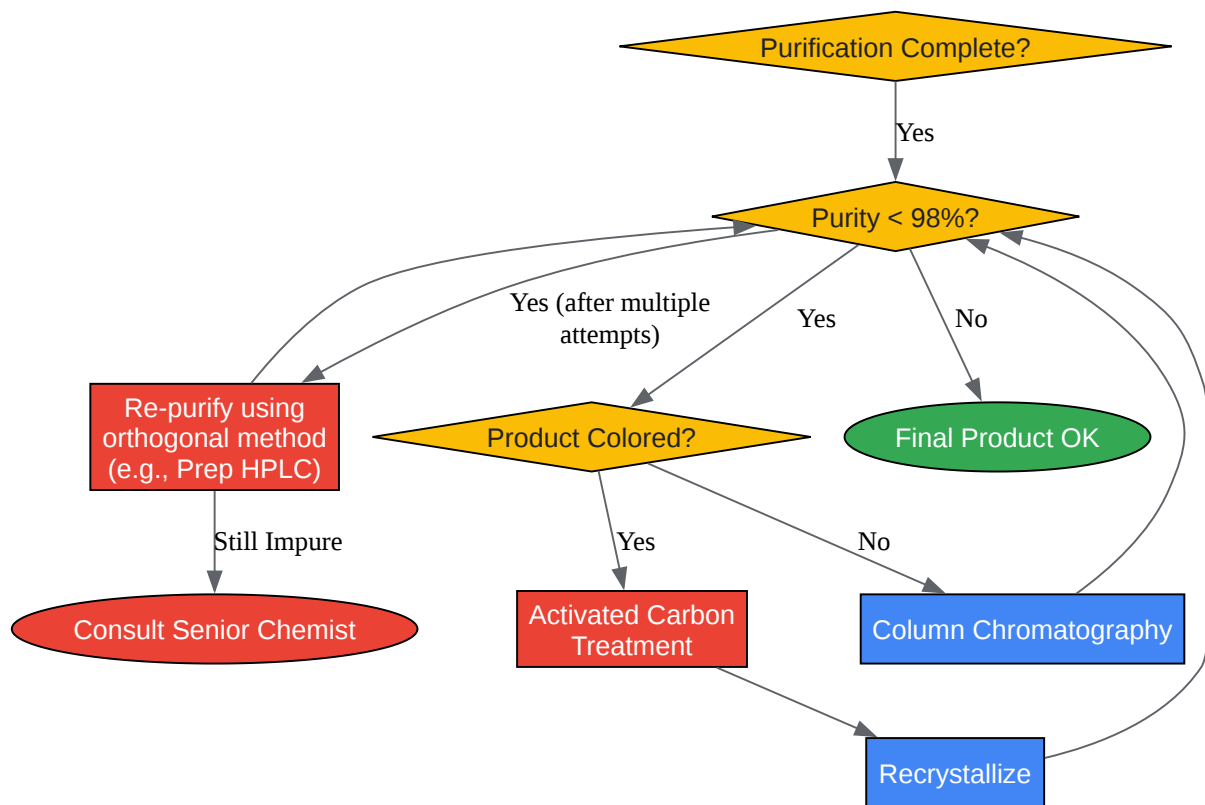 Purification Complete?
Yes
Purity < 98%?
Yes (after multiple
attempts)
Yes
No
Re-purify using
orthogonal method
(e.g., Prep HPLC)
Product Colored?
Final Product OK
Still Impure
Yes
No
Consult Senior Chemist
Activated Carbon
Treatment
Column Chromatography
Recrystallize